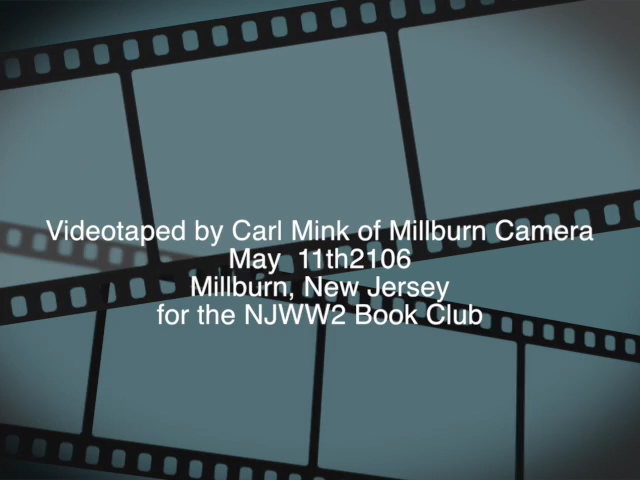 Videotaped by Carl Mink of Millburn Camera
May  11th2106
Millburn, New Jersey
for the NJWW2 Book Club